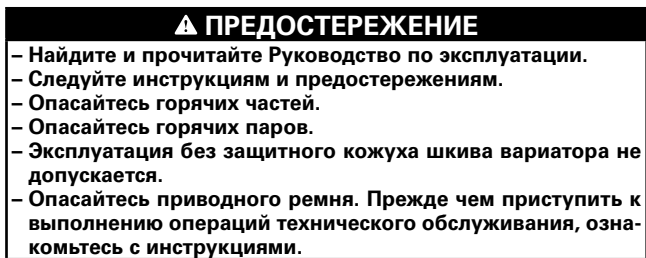 ⚠ ПРЕДОСТЕРЕЖЕНИЕ
– Найдите и прочитайте Руководство по эксплуатации.
– Следуйте инструкциям и предостережениям.
– Опасайтесь горячих частей.
– Опасайтесь горячих паров.
– Эксплуатация без защитного кожуха шкива вариатора не
допускается.
– Опасайтесь приводного ремня. Прежде чем приступить к
выполнению операций технического обслуживания, озна-
комьтесь с инструкциями.